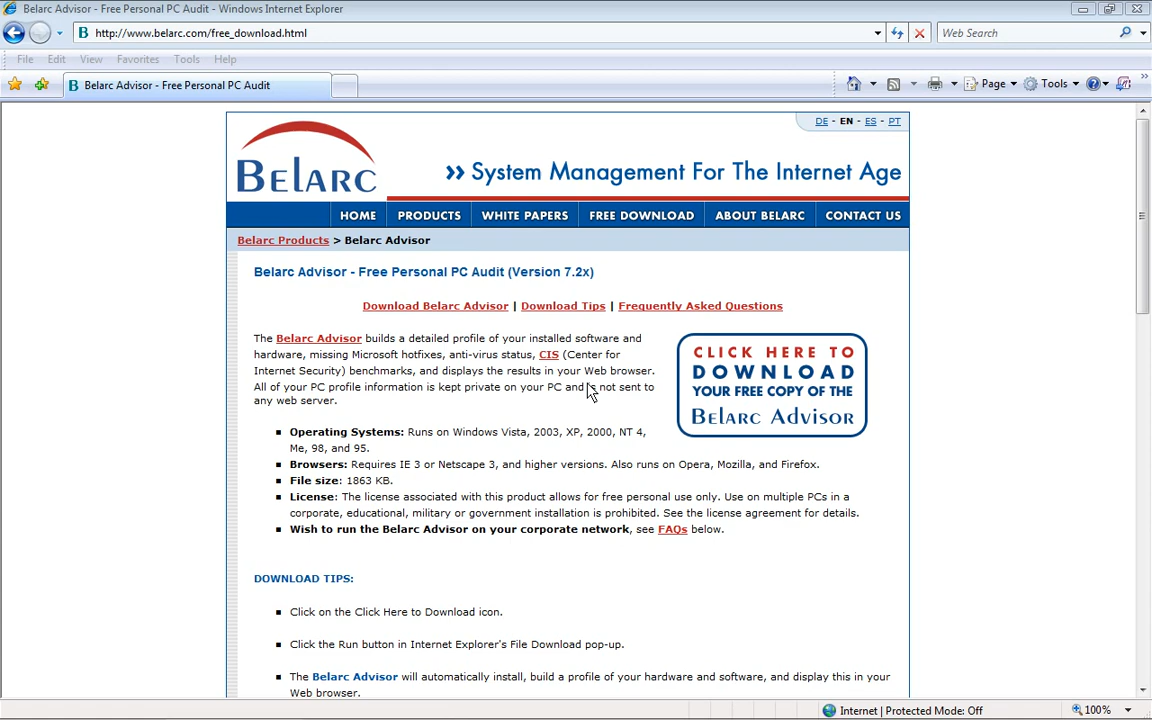 Belarc Advisor - Free Personal PC Audit - Windows Internet Explorer
http://www.belarc.com/free_download.html
Web Search
File Edit View Favorites Tools Help
Belarc Advisor - Free Personal PC Audit
Page Tools
DE - EN - ES - PT
BELARC
System Management For The Internet Age
HOME PRODUCTS WHITE PAPERS FREE DOWNLOAD ABOUT BELARC CONTACT US
Belarc Products > Belarc Advisor
Belarc Advisor - Free Personal PC Audit (Version 7.2x)
Download Belarc Advisor | Download Tips | Frequently Asked Questions
The Belarc Advisor builds a detailed profile of your installed software and
hardware, missing Microsoft hotfixes, anti-virus status, CIS (Center for
Internet Security) benchmarks, and displays the results in your Web browser.
All of your PC profile information is kept private on your PC and is not sent to
any web server.
CLICK HERE TO
DOWNLOAD
YOUR FREE COPY OF THE
BELARC ADVISOR
Operating Systems: Runs on Windows Vista, 2003, XP, 2000, NT 4,
Me, 98, and 95.
Browsers: Requires IE 3 or Netscape 3, and higher versions. Also runs on Opera, Mozilla, and Firefox.
File size: 1863 KB.
License: The license associated with this product allows for free personal use only. Use on multiple PCs in a
corporate, educational, military or government installation is prohibited. See the license agreement for details.
Wish to run the Belarc Advisor on your corporate network, see FAQs below.
DOWNLOAD TIPS:
Click on the Click Here to Download icon.
Click the Run button in Internet Explorer's File Download pop-up.
The Belarc Advisor will automatically install, build a profile of your hardware and software, and display this in your
Web browser.
Internet | Protected Mode: Off
100%